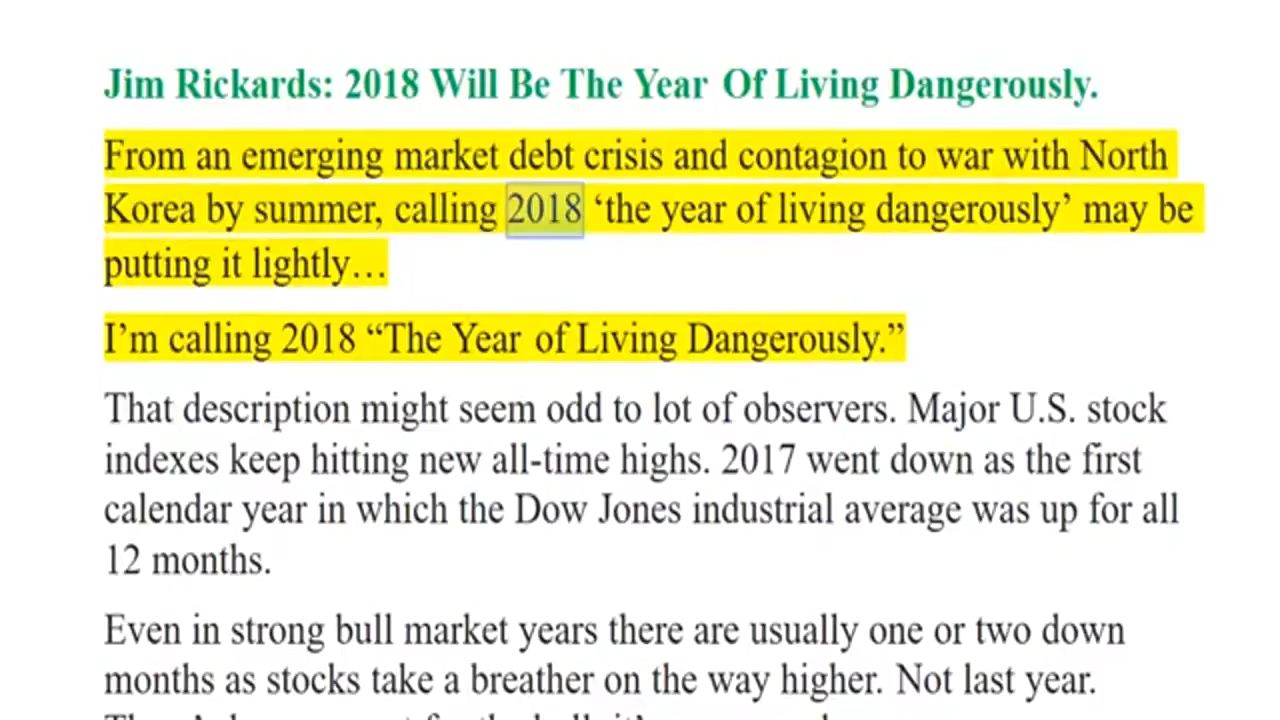 Jim Rickards: 2018 Will Be The Year Of Living Dangerously.
From an emerging market debt crisis and contagion to war with North
Korea by summer, calling 2018 ‘the year of living dangerously’ may be
putting it lightly…
I’m calling 2018 “The Year of Living Dangerously.”
That description might seem odd to lot of observers. Major U.S. stock
indexes keep hitting new all-time highs. 2017 went down as the first
calendar year in which the Dow Jones industrial average was up for all
12 months.
Even in strong bull market years there are usually one or two down
months as stocks take a breather on the way higher. Not last year.